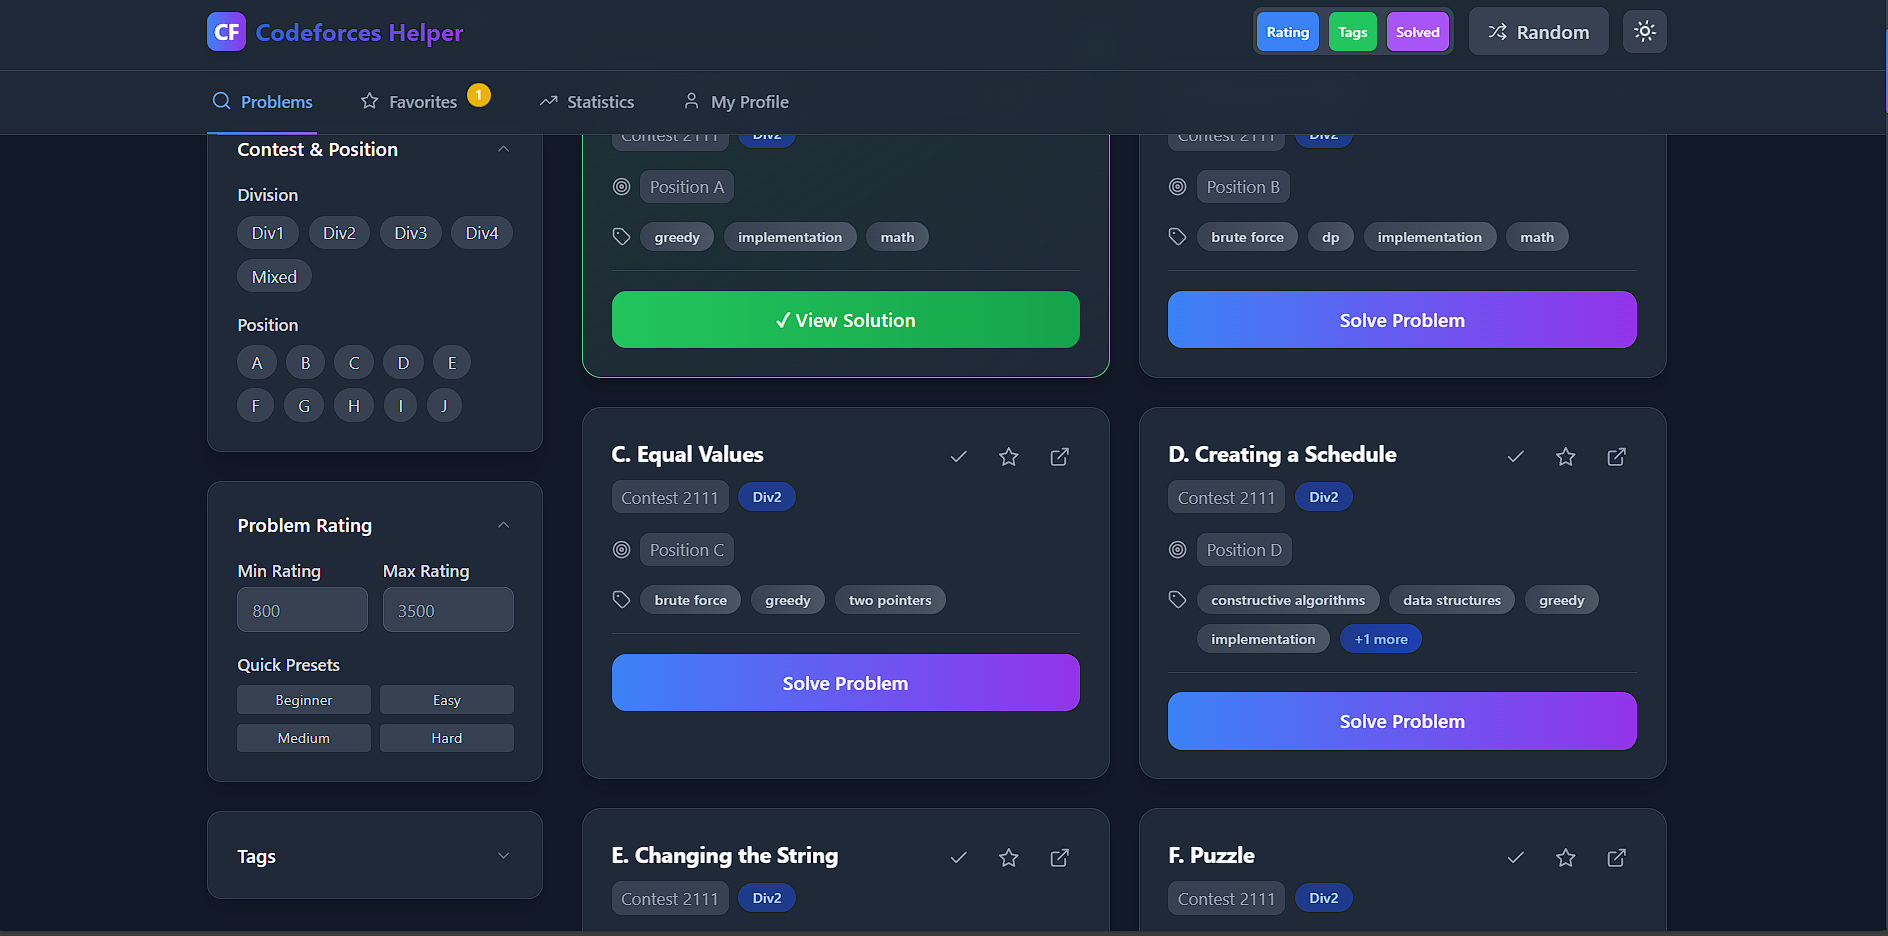 CF Codeforces Helper
Rating Tags Solved Random
Problems Favorites 1 Statistics My Profile
Contest & Position
Division
Div1 Div2 Div3 Div4
Mixed
Position
A B C D E
F G H I J
Problem Rating
Min Rating Max Rating
800 3500
Quick Presets
Beginner Easy
Medium Hard
Tags
Contest 2111 Div2
Position A
greedy implementation math
✓ View Solution
Contest 2111 Div2
Position B
brute force dp implementation math
Solve Problem
C. Equal Values
Contest 2111 Div2
Position C
brute force greedy two pointers
Solve Problem
D. Creating a Schedule
Contest 2111 Div2
Position D
constructive algorithms data structures greedy
implementation +1 more
Solve Problem
E. Changing the String
Contest 2111 Div2
F. Puzzle
Contest 2111 Div2